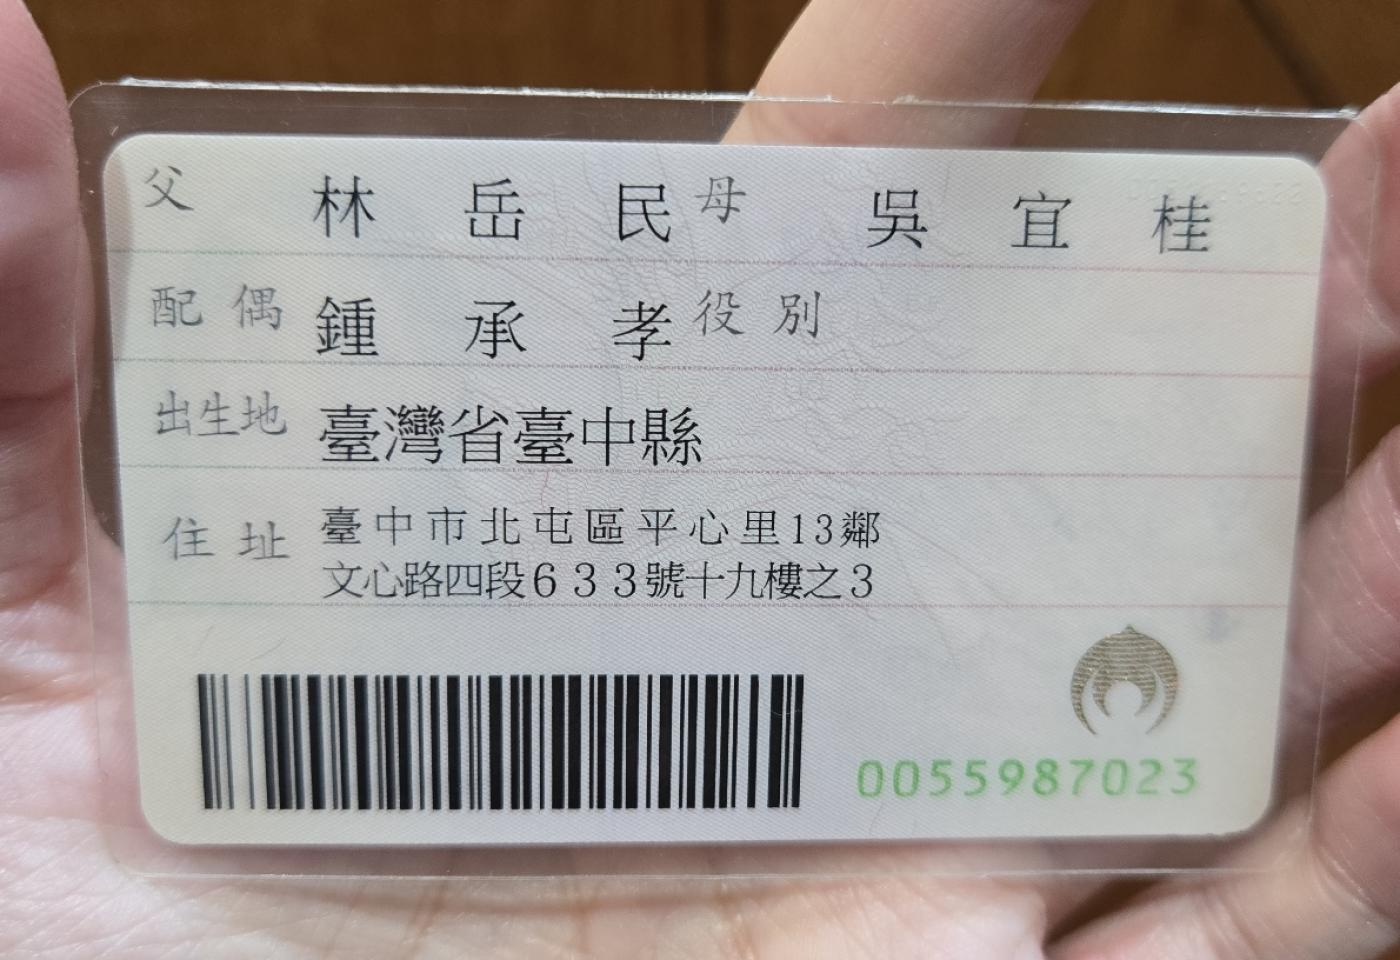 父 林岳民 母 吳宜桂
配偶 鍾承孝 役別
出生地 臺灣省臺中縣
住址 臺中市北屯區平心里13鄰
文心路四段633號十九樓之3
0055987023